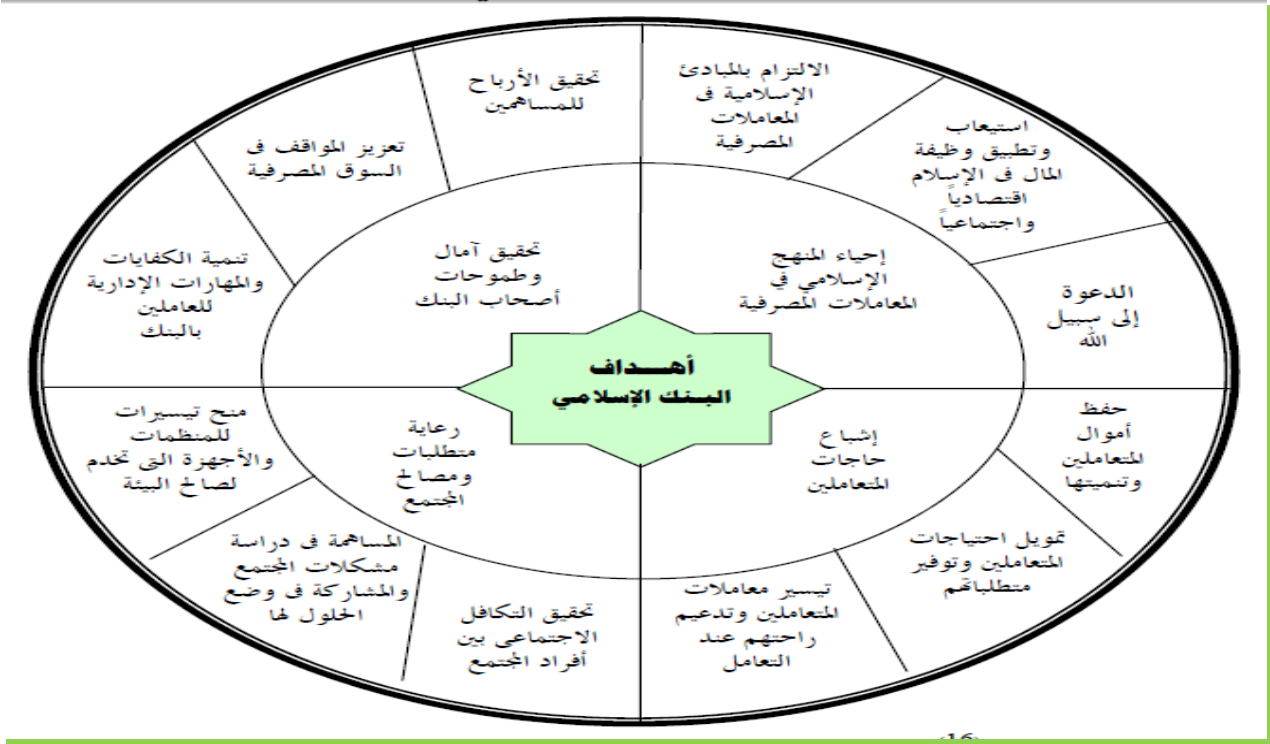 الالتزام بالمبادئ
الإسلامية فى
المعاملات
المصرفية
استيعاب
وتطبيق وظيفة
المال فى الإسلام
اقتصادياً
واجتماعياً
الدعوة
إلى سبيل
الله
إحياء المنهج
الإسلامي في
المعاملات المصرفية
تحقيق الأرباح
للمساهمين
تعزيز المواقف فى
السوق المصرفية
تنمية الكفايات
والمهارات الإدارية
للعاملين
بالبنك
تحقيق آمال
وطموحات
أصحاب البنك
أهــداف
البـنـك الإسلامي
حفظ
أموال
المتعاملين
وتنميتها
تمويل احتياجات
المتعاملين وتوفير
متطلباتهم
تيسير معاملات
المتعاملين وتدعيم
راحتهم عند
التعامل
إشباع
حاجات
المتعاملين
رعاية
متطلبات
ومصالح
المجتمع
منح تيسيرات
للمنظمات
والأجهزة التى تخدم
لصالح البيئة
المساهمة فى دراسة
مشكلات المجتمع
والمشاركة فى وضع
الحلول لها
تحقيق التكافل
الاجتماعى بين
أفراد المجتمع